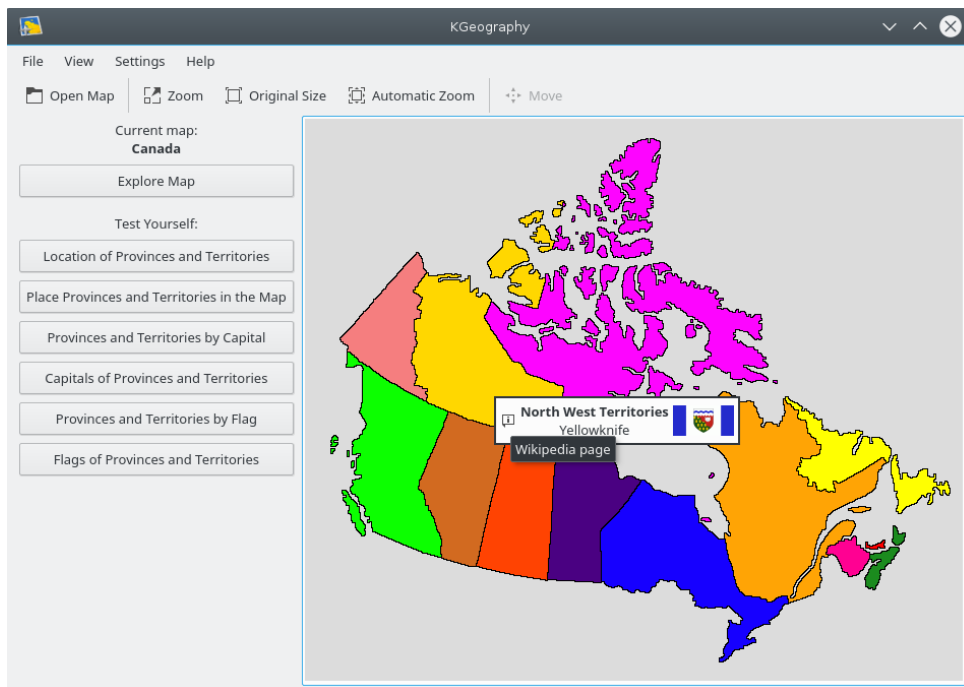 KGeography
File View Settings Help
Open Map Zoom Original Size Automatic Zoom Move
Current map:
Canada
Explore Map
Test Yourself:
Location of Provinces and Territories
Place Provinces and Territories in the Map
Provinces and Territories by Capital
Capitals of Provinces and Territories
Provinces and Territories by Flag
Flags of Provinces and Territories
North West Territories
Yellowknife
Wikipedia page